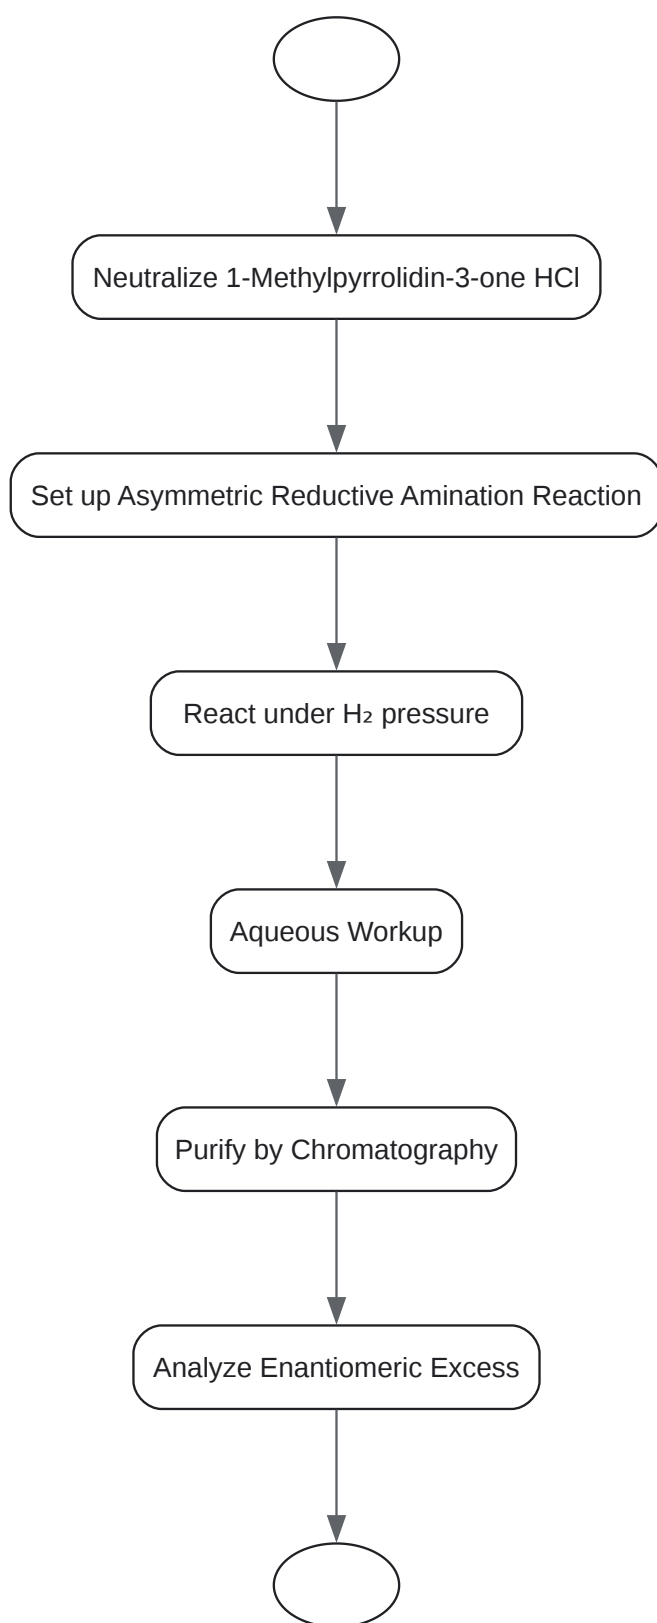 Neutralize 1-Methylpyrrolidin-3-one HCl
Set up Asymmetric Reductive Amination Reaction
React under H₂ pressure
Aqueous Workup
Purify by Chromatography
Analyze Enantiomeric Excess